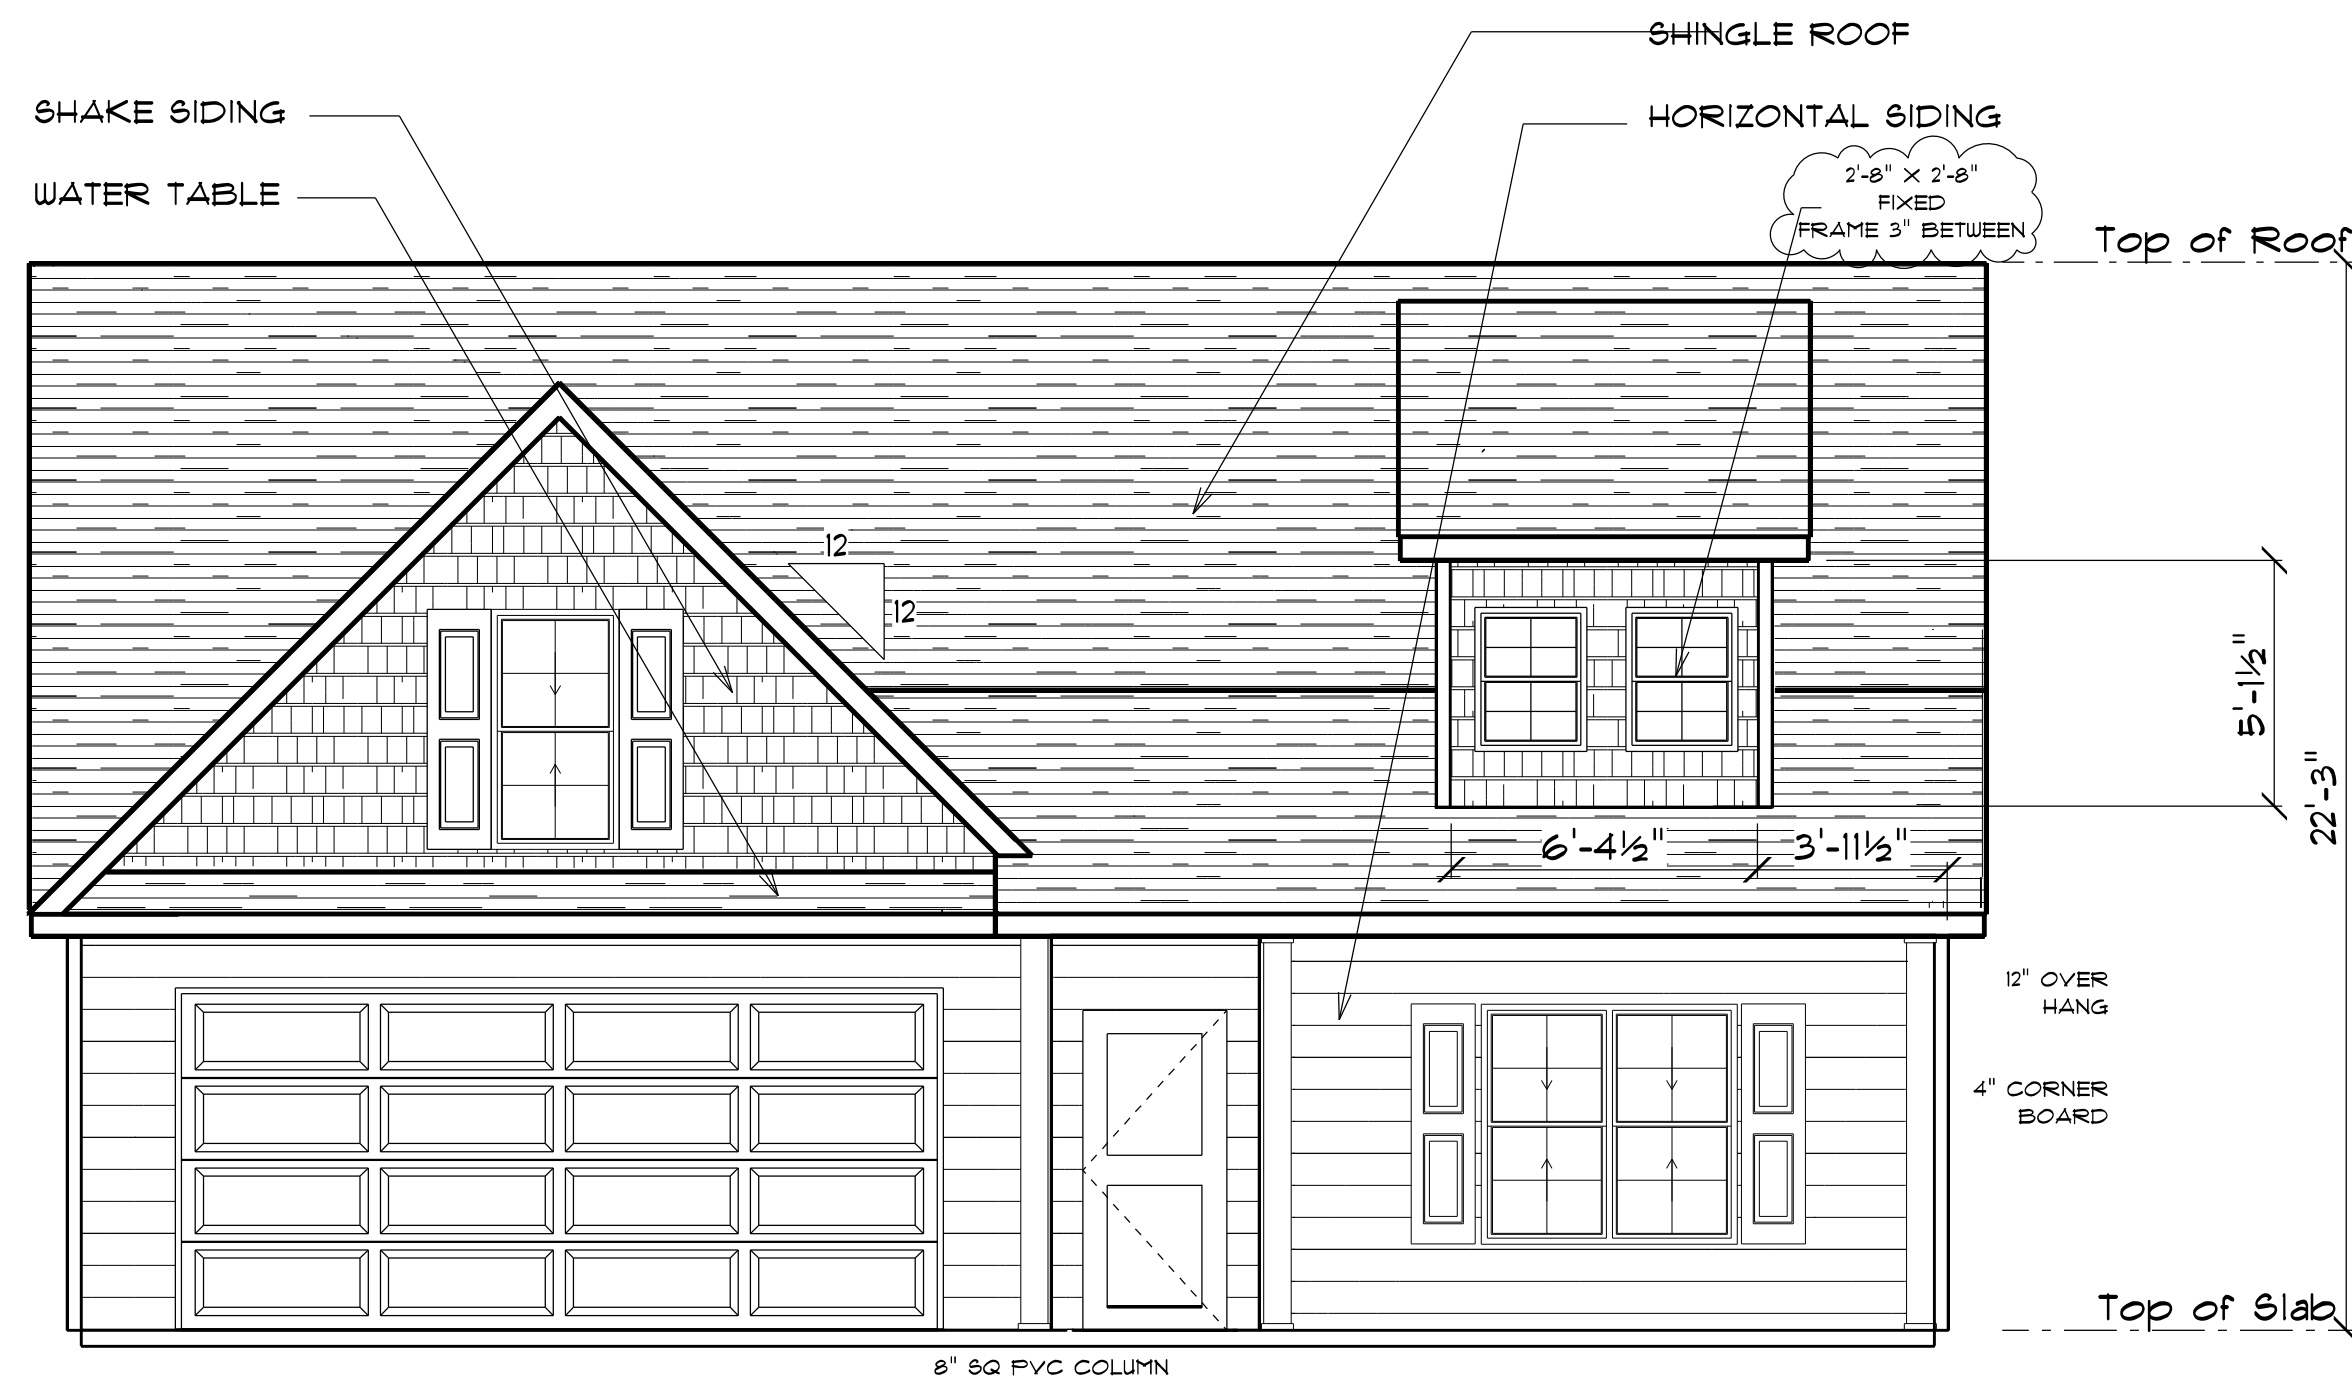 SHINGLE ROOF
SHAKE SIDING
HORIZONTAL SIDING
WATER TABLE
2'-8" X 2'-8"
FIXED
FRAME 3" BETWEEN
Top of Roof
12
12
5'-1½"
22'-3"
6'-4½"
3'-11½"
12" OVER
HANG
4" CORNER
BOARD
Top of Slab
8" SQ PVC COLUMN